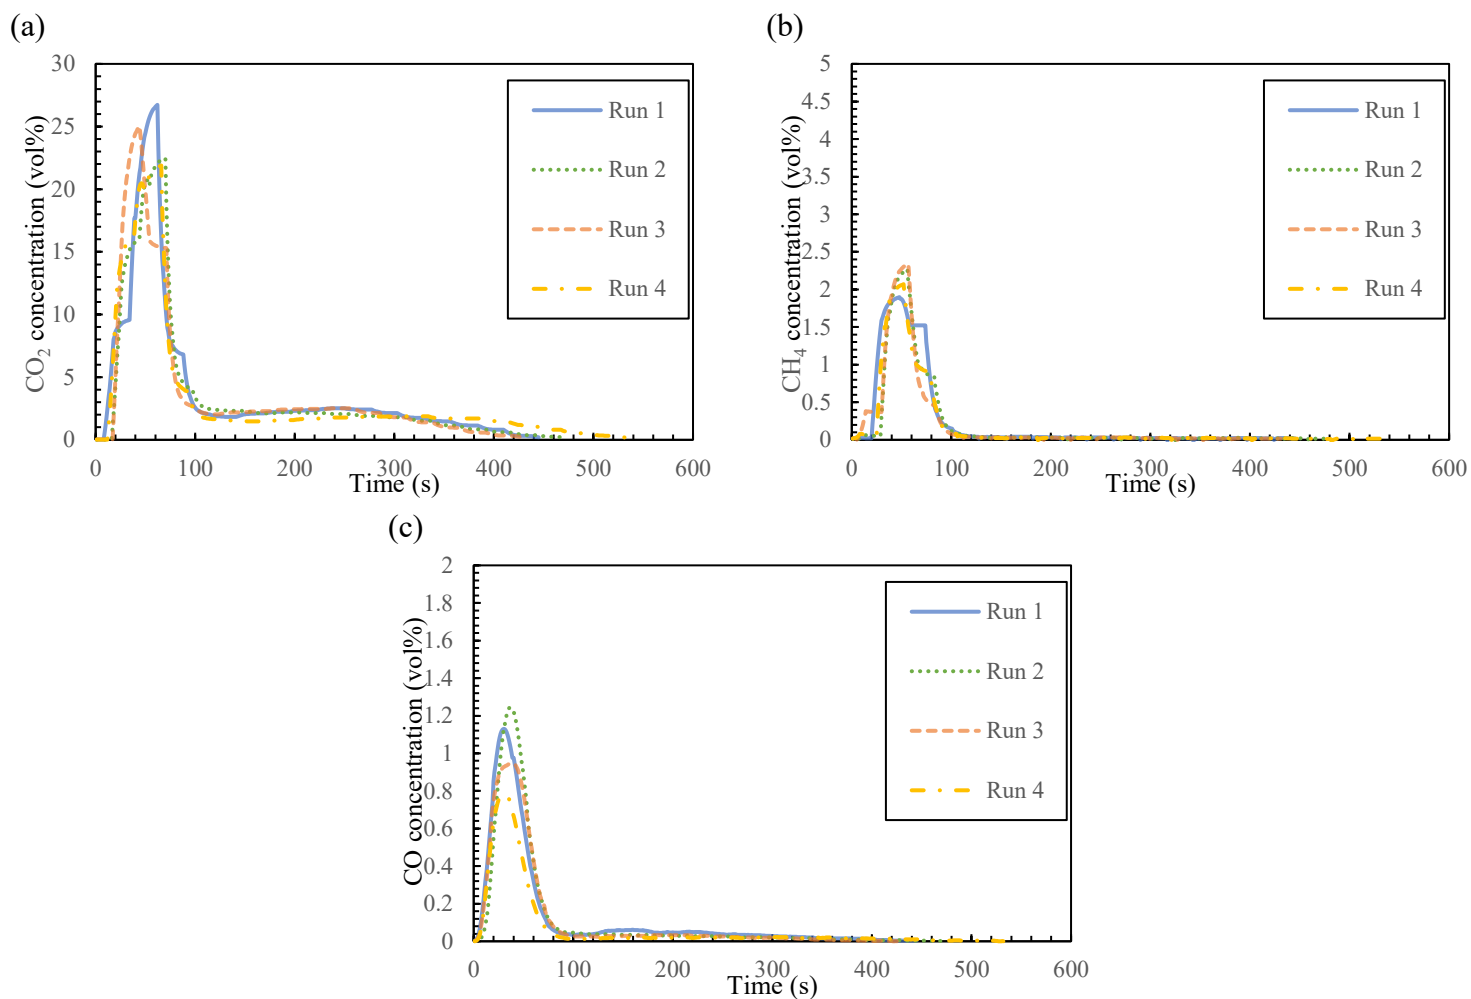 (a)
CO2 concentration (vol%)
30
25
20
15
10
5
0
0 100 200 300 400 500 600
Time (s)
Run 1
Run 2
Run 3
Run 4
(b)
CH4 concentration (vol%)
5
4.5
4
3.5
3
2.5
2
1.5
1
0.5
0
0 100 200 300 400 500 600
Time (s)
Run 1
Run 2
Run 3
Run 4
(c)
CO concentration (vol%)
2
1.8
1.6
1.4
1.2
1
0.8
0.6
0.4
0.2
0
0 100 200 300 400 500 600
Time (s)
Run 1
Run 2
Run 3
Run 4